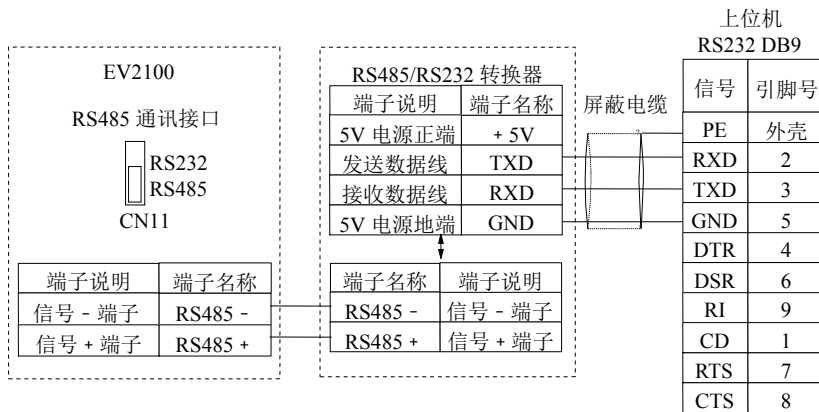 上位机
RS232 DB9
EV2100
RS485 通讯接口
RS232
RS485
CN11
端子说明 端子名称
信号 - 端子 RS485 -
信号 + 端子 RS485 +
RS485/RS232 转换器
端子说明 端子名称
5V 电源正端 + 5V
发送数据线 TXD
接收数据线 RXD
5V 电源地端 GND
端子名称 端子说明
RS485 - 信号 - 端子
RS485 + 信号 + 端子
屏蔽电缆
信号 引脚号
PE 外壳
RXD 2
TXD 3
GND 5
DTR 4
DSR 6
RI 9
CD 1
RTS 7
CTS 8